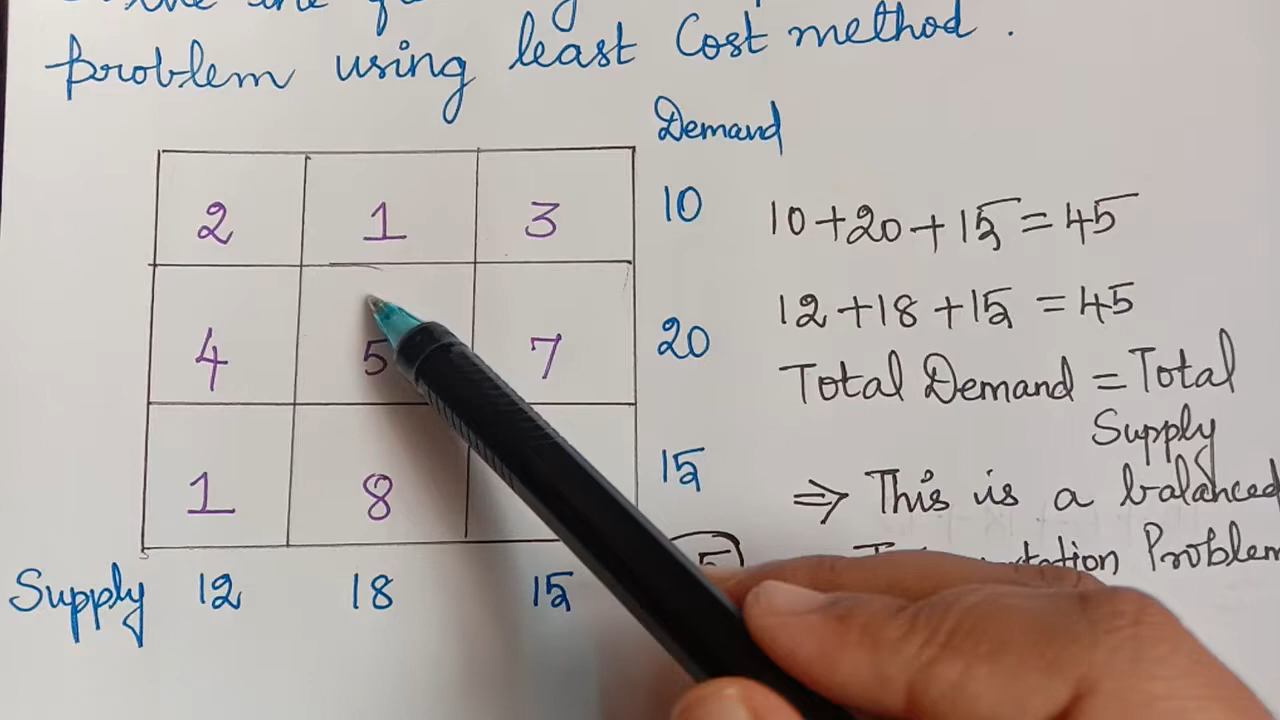 problem using least Cost method.
Demand
2 1 3 10
4 5 7 20
1 8 15
Supply 12 18 15
10+20+15=45
12+18+15=45
Total Demand = Total
Supply
⇒ This is a balanced
Problem